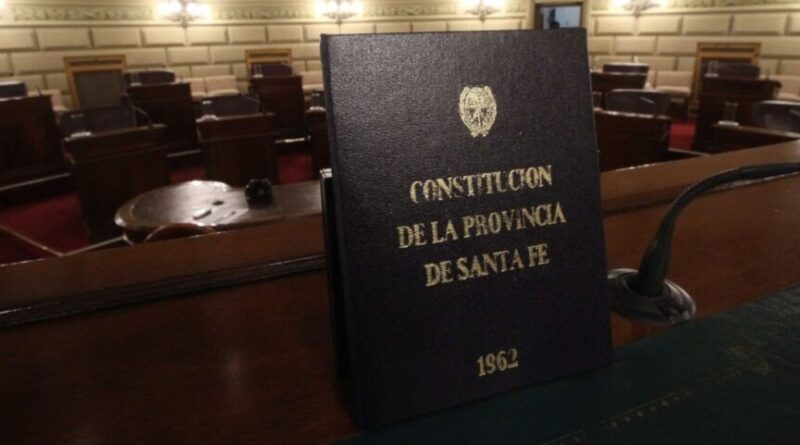 CONSTITUCION
DE LA PROVINCIA
DE SANTA FE
1962